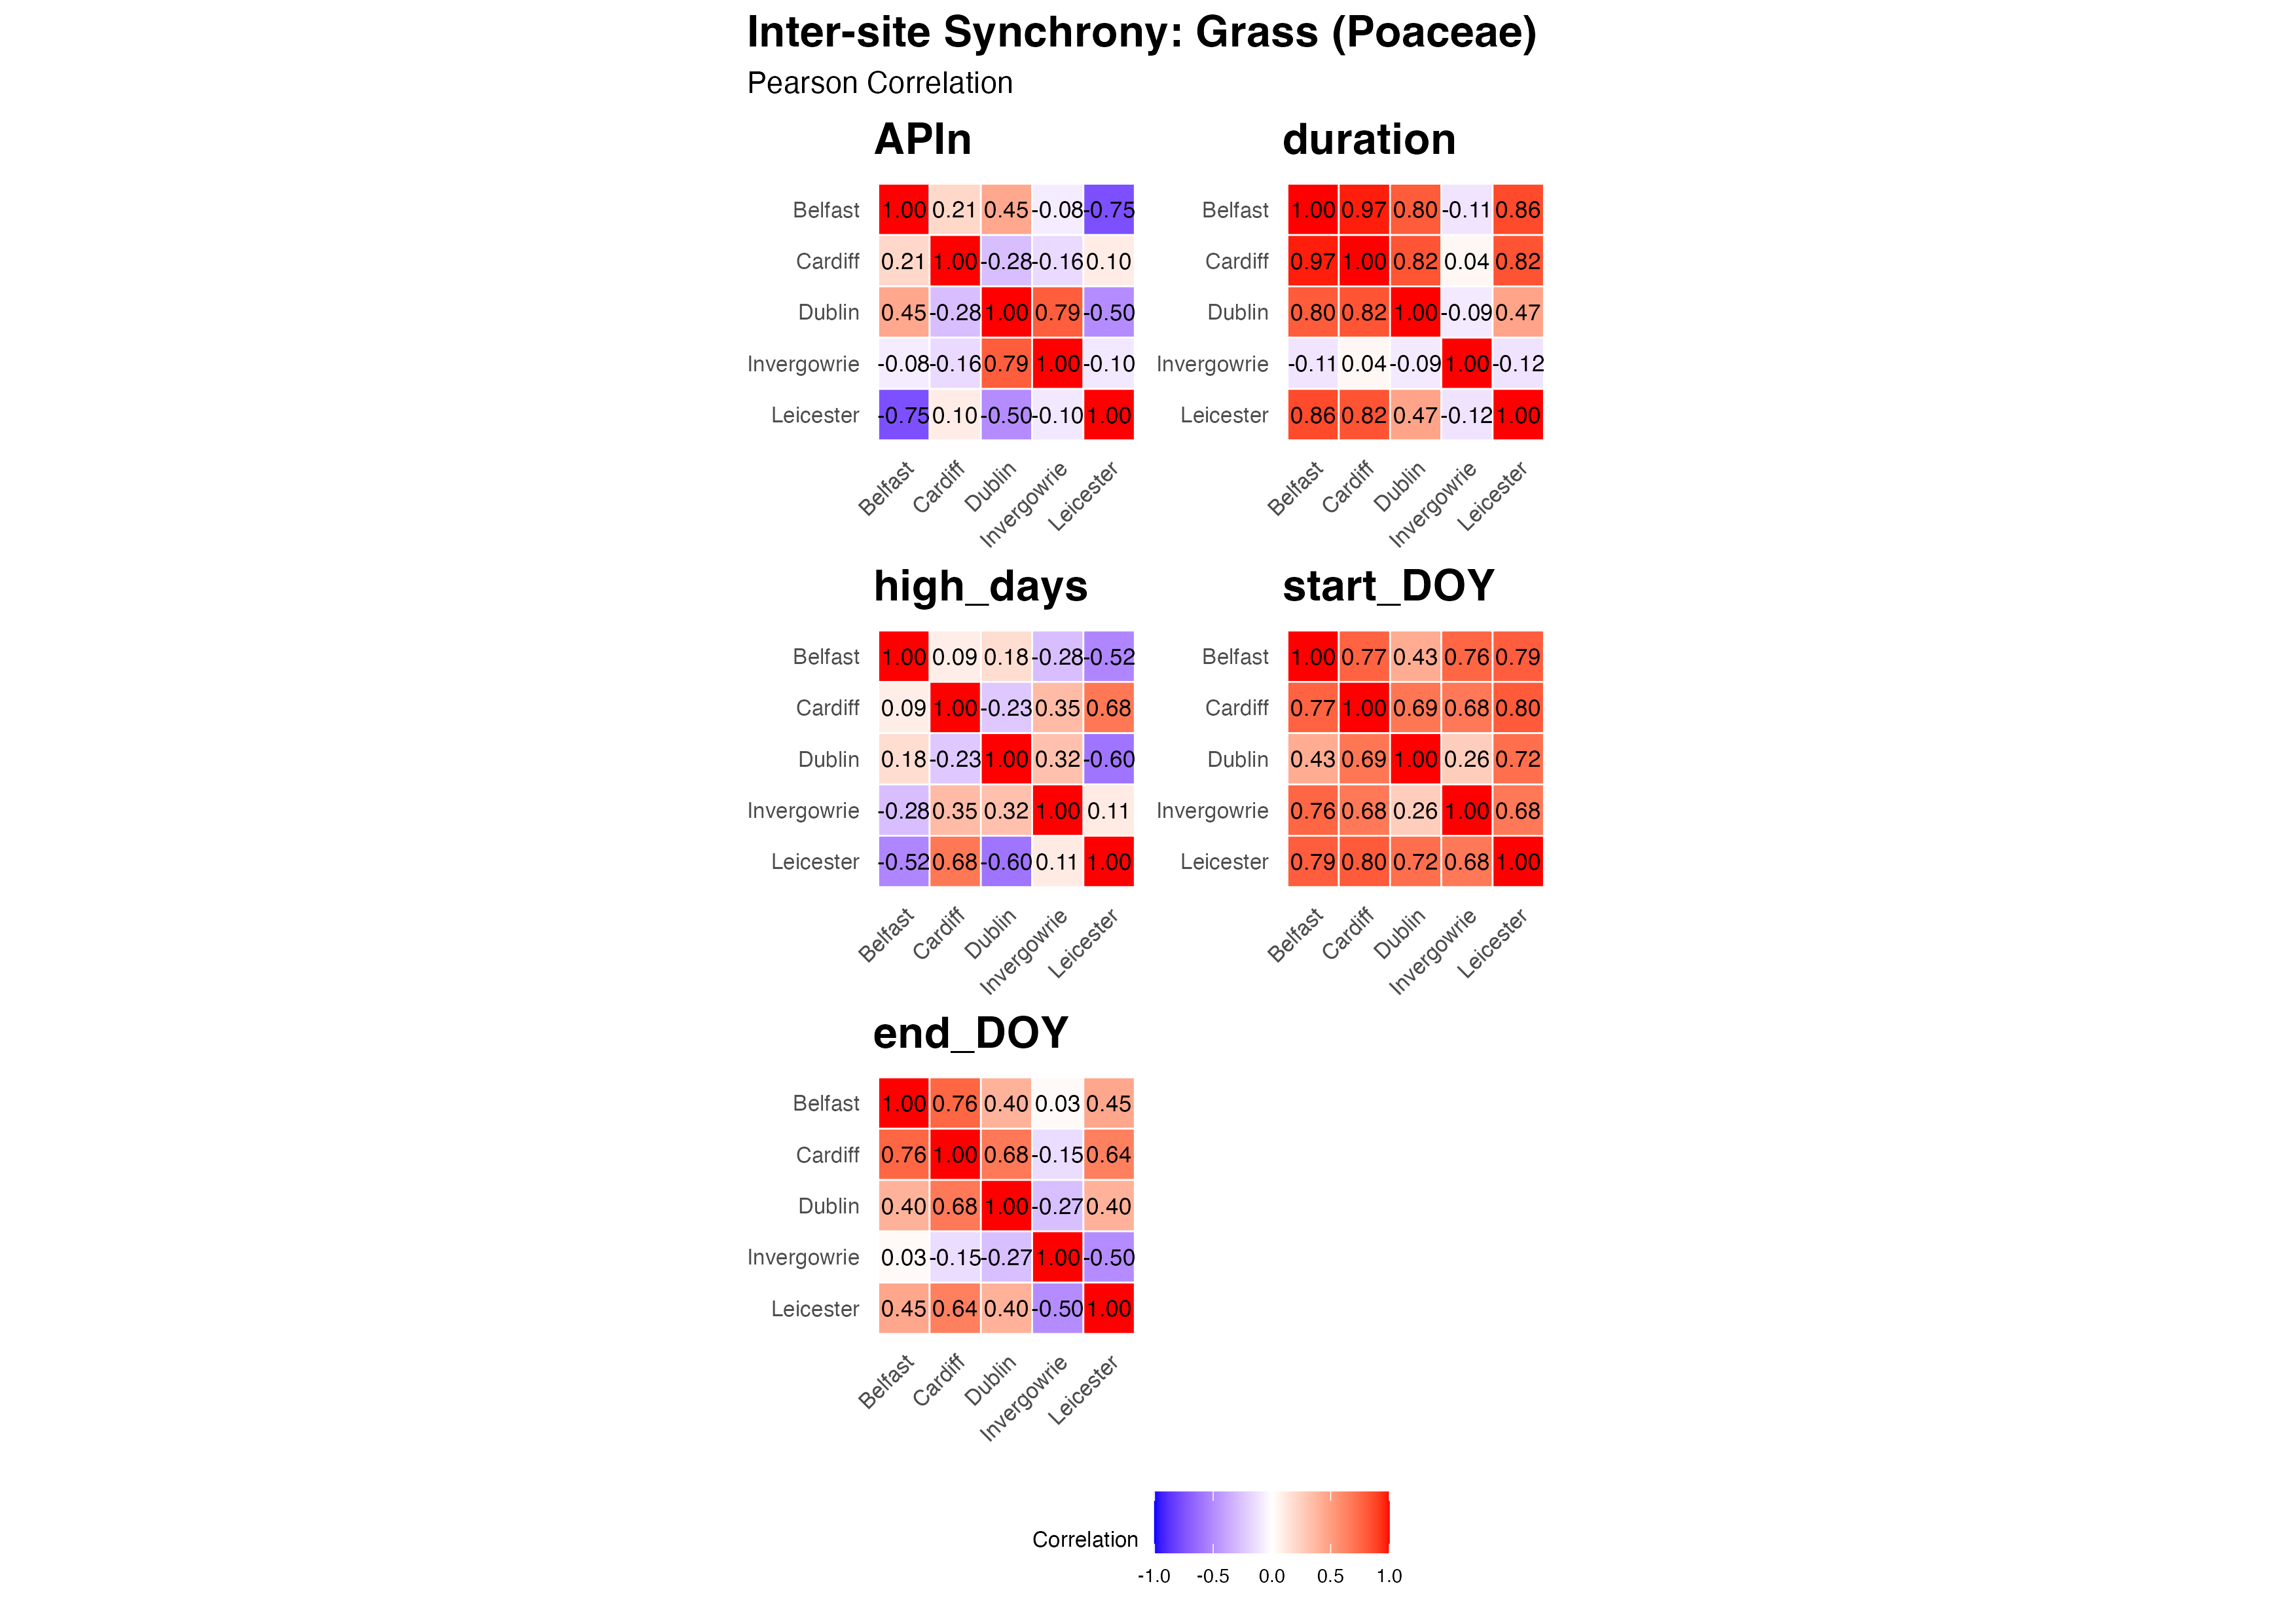 Inter-site Synchrony: Grass (Poaceae)
Pearson Correlation
APIn
Belfast 1.00 0.21 0.45 -0.08 -0.75
Cardiff 0.21 1.00 -0.28 -0.16 0.10
Dublin 0.45 -0.28 1.00 0.79 -0.50
Invergowrie -0.08 -0.16 0.79 1.00 -0.10
Leicester -0.75 0.10 -0.50 -0.10 1.00
Belfast Cardiff Dublin Invergowrie Leicester
duration
Belfast 1.00 0.97 0.80 -0.11 0.86
Cardiff 0.97 1.00 0.82 0.04 0.82
Dublin 0.80 0.82 1.00 -0.09 0.47
Invergowrie -0.11 0.04 -0.09 1.00 -0.12
Leicester 0.86 0.82 0.47 -0.12 1.00
Belfast Cardiff Dublin Invergowrie Leicester
high_days
Belfast 1.00 0.09 0.18 -0.28 -0.52
Cardiff 0.09 1.00 -0.23 0.35 0.68
Dublin 0.18 -0.23 1.00 0.32 -0.60
Invergowrie -0.28 0.35 0.32 1.00 0.11
Leicester -0.52 0.68 -0.60 0.11 1.00
Belfast Cardiff Dublin Invergowrie Leicester
start_DOY
Belfast 1.00 0.77 0.43 0.76 0.79
Cardiff 0.77 1.00 0.69 0.68 0.80
Dublin 0.43 0.69 1.00 0.26 0.72
Invergowrie 0.76 0.68 0.26 1.00 0.68
Leicester 0.79 0.80 0.72 0.68 1.00
Belfast Cardiff Dublin Invergowrie Leicester
end_DOY
Belfast 1.00 0.76 0.40 0.03 0.45
Cardiff 0.76 1.00 0.68 -0.15 0.64
Dublin 0.40 0.68 1.00 -0.27 0.40
Invergowrie 0.03 -0.15 -0.27 1.00 -0.50
Leicester 0.45 0.64 0.40 -0.50 1.00
Belfast Cardiff Dublin Invergowrie Leicester
Correlation
-1.0 -0.5 0.0 0.5 1.0